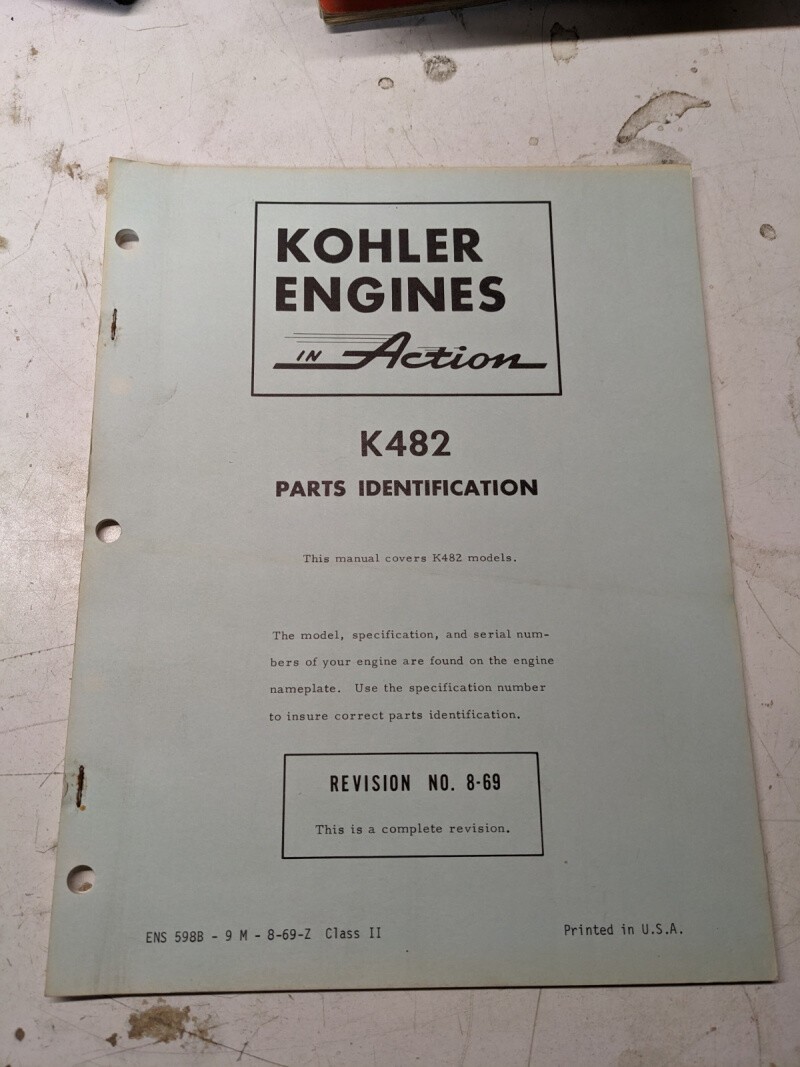 KOHLER
ENGINES
IN Action
K482
PARTS IDENTIFICATION
This manual covers K482 models.
The model, specification, and serial num-
bers of your engine are found on the engine
nameplate. Use the specification number
to insure correct parts identification.
REVISION NO. 8-69
This is a complete revision.
ENS 598B - 9 M - 8-69-Z Class II
Printed in U.S.A.